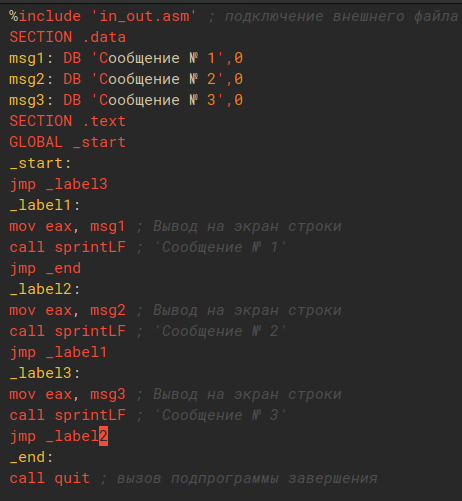 %include 'in_out.asm' ; подключение внешнего файла
SECTION .data
msg1: DB 'Сообщение № 1',0
msg2: DB 'Сообщение № 2',0
msg3: DB 'Сообщение № 3',0
SECTION .text
GLOBAL _start
_start:
jmp _label3
_label1:
mov eax, msg1 ; Вывод на экран строки
call sprintLF ; 'Сообщение № 1'
jmp _end
_label2:
mov eax, msg2 ; Вывод на экран строки
call sprintLF ; 'Сообщение № 2'
jmp _label1
_label3:
mov eax, msg3 ; Вывод на экран строки
call sprintLF ; 'Сообщение № 3'
jmp _label2
_end:
call quit ; вызов подпрограммы завершения